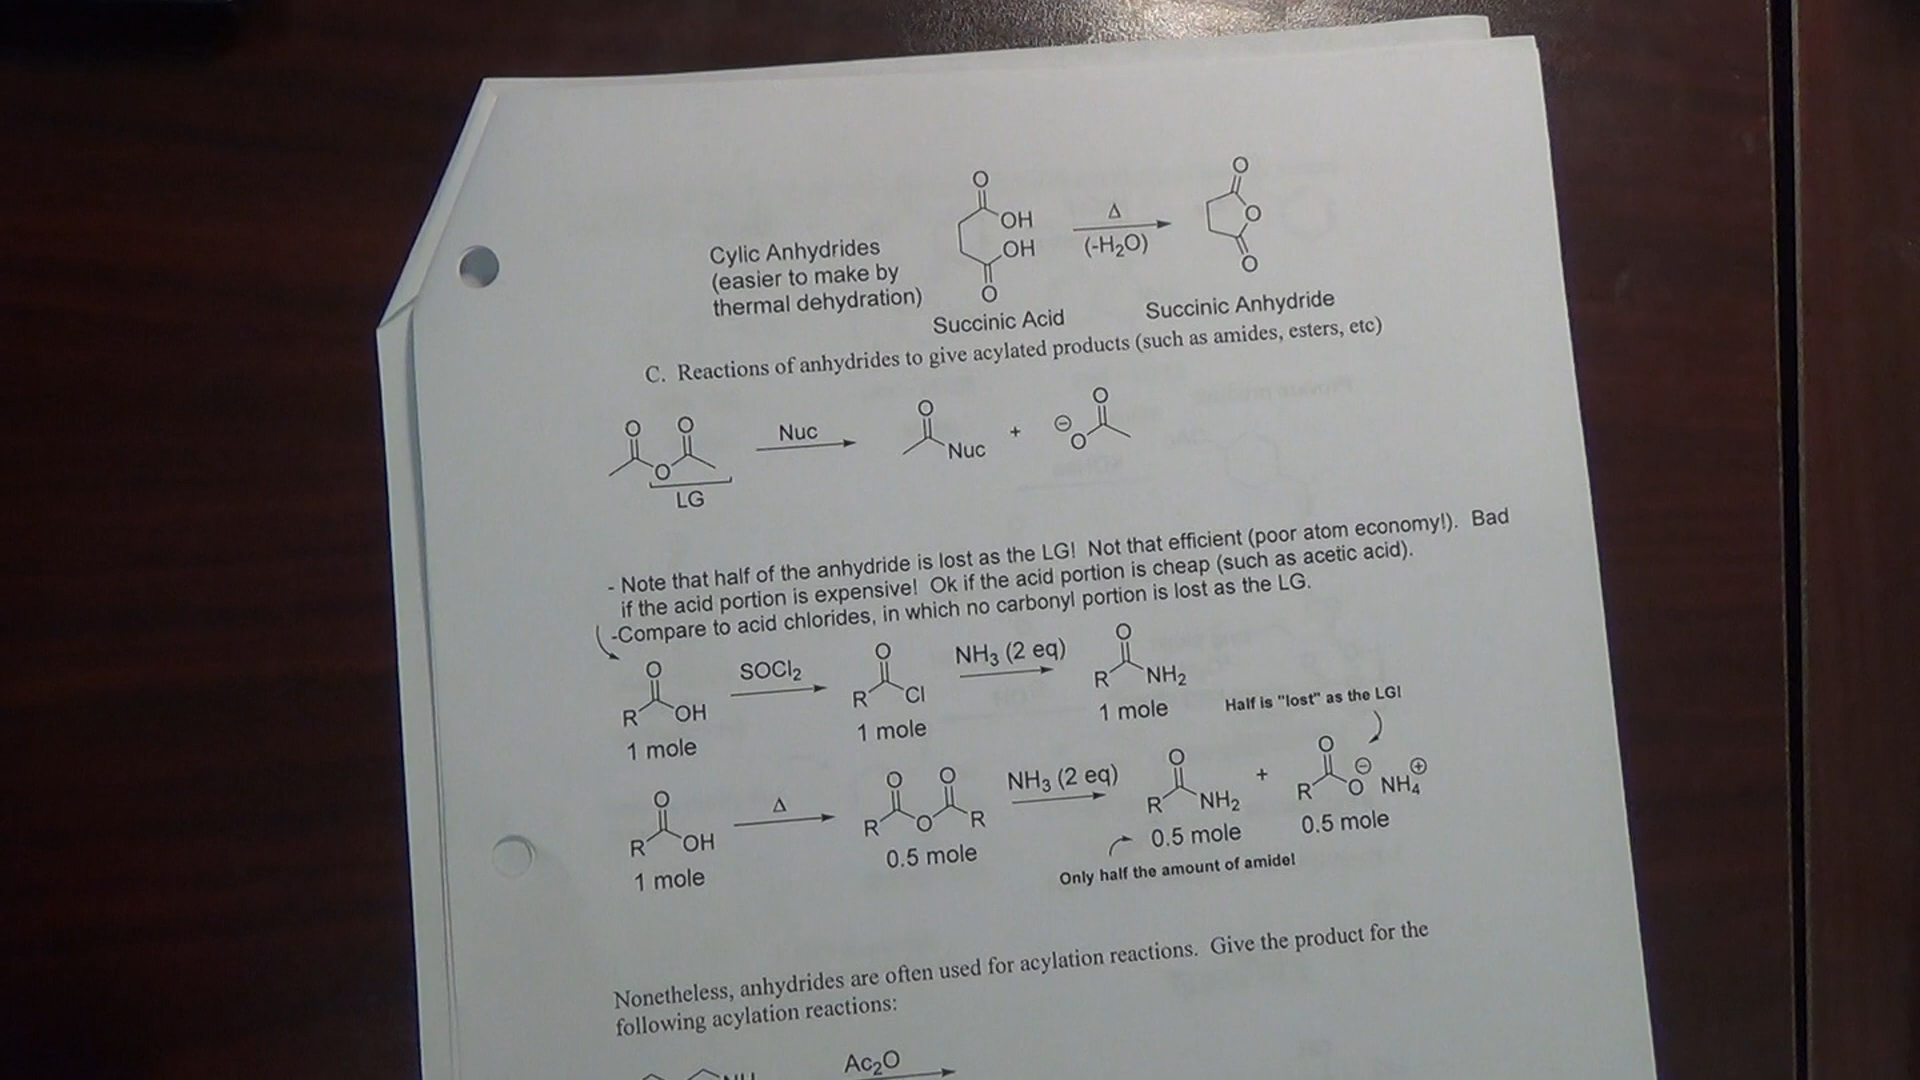 Cylic Anhydrides
(easier to make by
thermal dehydration)
O
OH
OH
O
Δ
(-H₂O)
O
O
O
Succinic Acid
Succinic Anhydride
C. Reactions of anhydrides to give acylated products (such as amides, esters, etc)
O O
O
LG
Nuc
O
Nuc
+
⊖
O
O
- Note that half of the anhydride is lost as the LG! Not that efficient (poor atom economy!). Bad
if the acid portion is expensive! Ok if the acid portion is cheap (such as acetic acid).
-Compare to acid chlorides, in which no carbonyl portion is lost as the LG.
O
R OH
1 mole
SOCl₂
O
R Cl
1 mole
NH₃ (2 eq)
O
R NH₂
1 mole
Half is "lost" as the LG!
O
R OH
1 mole
Δ
O O
R O R
0.5 mole
NH₃ (2 eq)
O
R NH₂
0.5 mole
+
O
R O ⊖ NH₄ ⊕
0.5 mole
Only half the amount of amide!
Nonetheless, anhydrides are often used for acylation reactions. Give the product for the
following acylation reactions:
Ac₂O